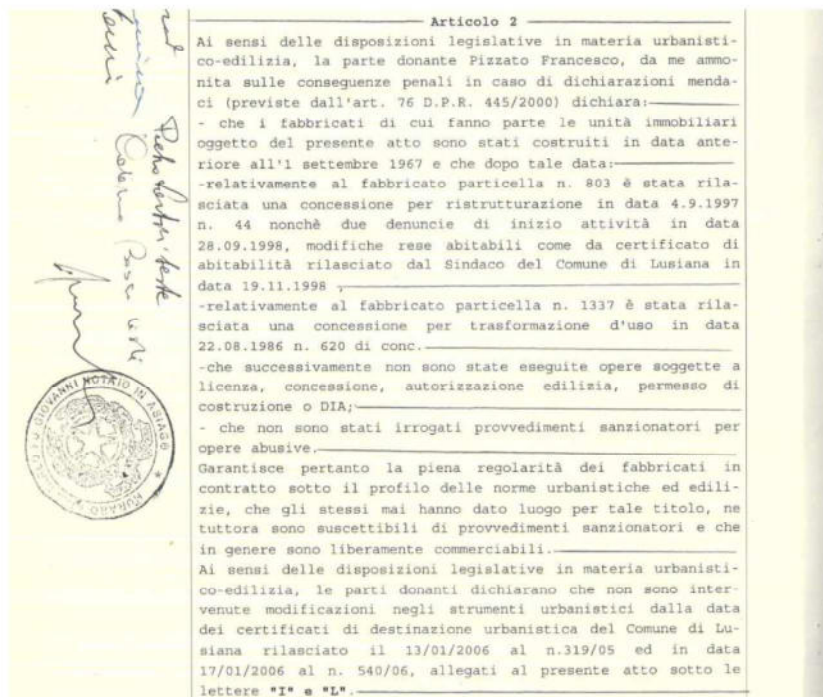 Articolo 2
Ai sensi delle disposizioni legislative in materia urbanisti-
co-edilizia, la parte donante Pizzato Francesco, da me ammo-
nita sulle conseguenze penali in caso di dichiarazioni menda-
ci (previste dall'art. 76 D.P.R. 445/2000) dichiara:
- che i fabbricati di cui fanno parte le unità immobiliari
oggetto del presente atto sono stati costruiti in data ante-
riore all'1 settembre 1967 e che dopo tale data:
-relativamente al fabbricato particella n. 803 è stata rila-
sciata una concessione per ristrutturazione in data 4.9.1997
n. 44 nonchè due denuncie di inizio attività in data
28.09.1998, modifiche rese abitabili come da certificato di
abitabilità rilasciato dal Sindaco del Comune di Lusiana in
data 19.11.1998 ,
-relativamente al fabbricato particella n. 1337 è stata rila-
sciata una concessione per trasformazione d'uso in data
22.08.1986 n. 620 di conc.
-che successivamente non sono state eseguite opere soggette a
licenza, concessione, autorizzazione edilizia, permesso di
costruzione o DIA;
- che non sono stati irrogati provvedimenti sanzionatori per
opere abusive.
Garantisce pertanto la piena regolarità dei fabbricati in
contratto sotto il profilo delle norme urbanistiche ed edili-
zie, che gli stessi mai hanno dato luogo per tale titolo, ne
tuttora sono suscettibili di provvedimenti sanzionatori e che
in genere sono liberamente commerciabili.
Ai sensi delle disposizioni legislative in materia urbanisti-
co-edilizia, le parti donanti dichiarano che non sono inter-
venute modificazioni negli strumenti urbanistici dalla data
dei certificati di destinazione urbanistica del Comune di Lu-
siana rilasciato il 13/01/2006 al n.319/05 ed in data
17/01/2006 al n. 540/06, allegati al presente atto sotto le
lettere "I" e "L".
GIOVANNI NOTAIO IN ASIAGO